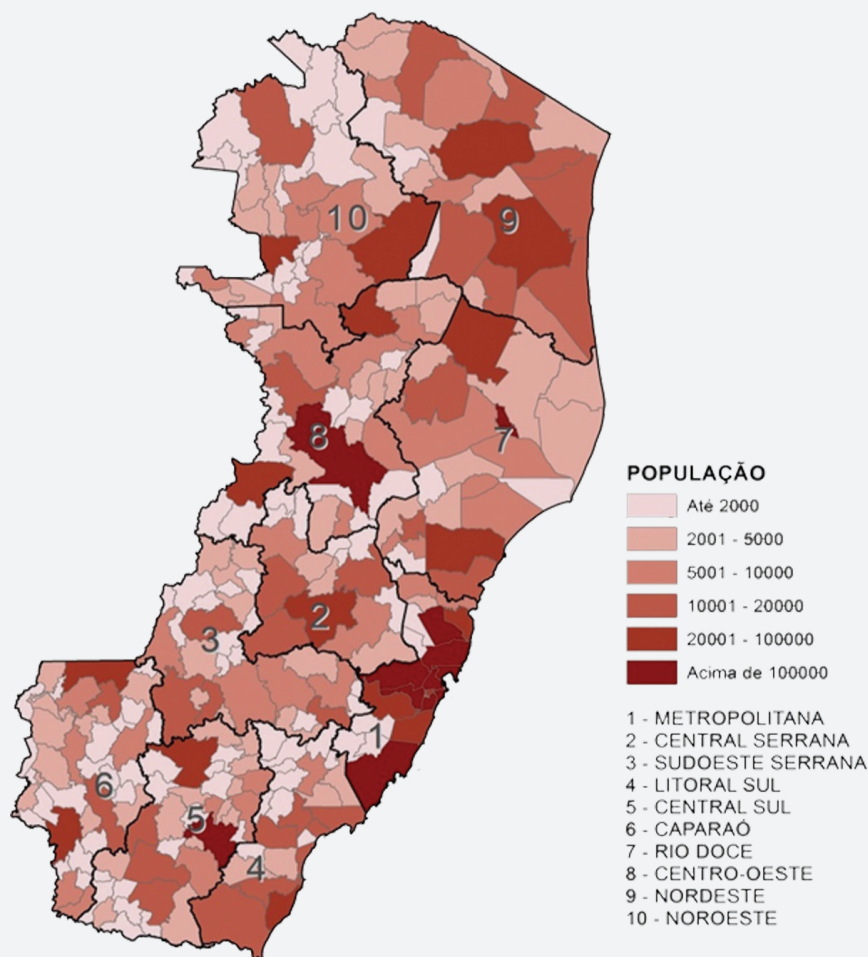 10
9
8
7
2
3
1
6
5
4
POPULAÇÃO
Até 2000
2001 - 5000
5001 - 10000
10001 - 20000
20001 - 100000
Acima de 100000
1 - METROPOLITANA
2 - CENTRAL SERRANA
3 - SUDOESTE SERRANA
4 - LITORAL SUL
5 - CENTRAL SUL
6 - CAPARAÓ
7 - RIO DOCE
8 - CENTRO-OESTE
9 - NORDESTE
10 - NOROESTE